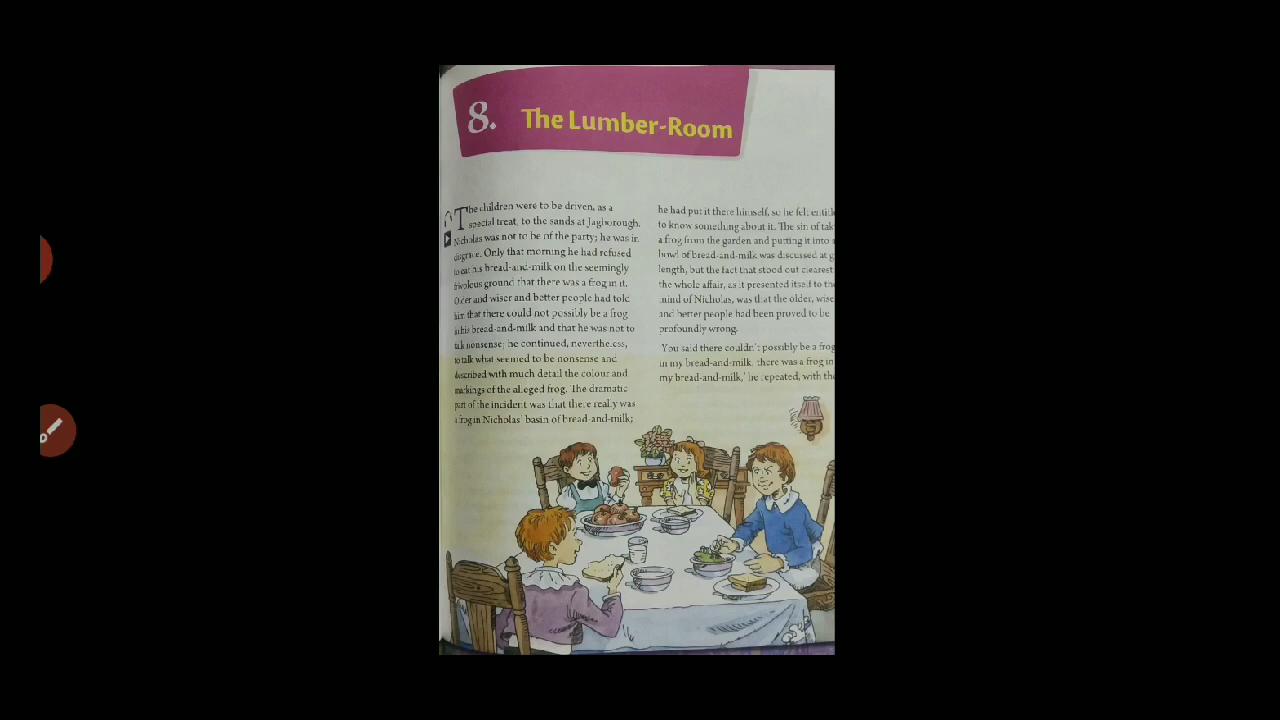 8.
The Lumber-Room
The children were to be driven, as a
special treat, to the sands at Jagborough.
Nicholas was not to be of the party; he was in
disgrace. Only that morning he had refused
to eat his bread-and-milk on the seemingly
frivolous ground that there was a frog in it.
Older and wiser and better people had told
him that there could not possibly be a frog
in his bread-and-milk and that he was not to
talk nonsense; he continued, nevertheless,
to talk what seemed to be nonsense and
described with much detail the colour and
markings of the alleged frog. The dramatic
part of the incident was that there really was
a frog in Nicholas' basin of bread-and-milk;
he had put it there himself, so he felt
to know something about it. The sin of
a frog from the garden and putting it into
bowl of bread-and-milk was discussed at
length, but the fact that stood out clearest
the whole affair, as it presented itself to the
mind of Nicholas, was that the older,
and better people had been proved to be
profoundly wrong.
'You said there couldn't possibly be a frog
in my bread-and-milk, there was a frog in
my bread-and-milk,' he repeated, with the